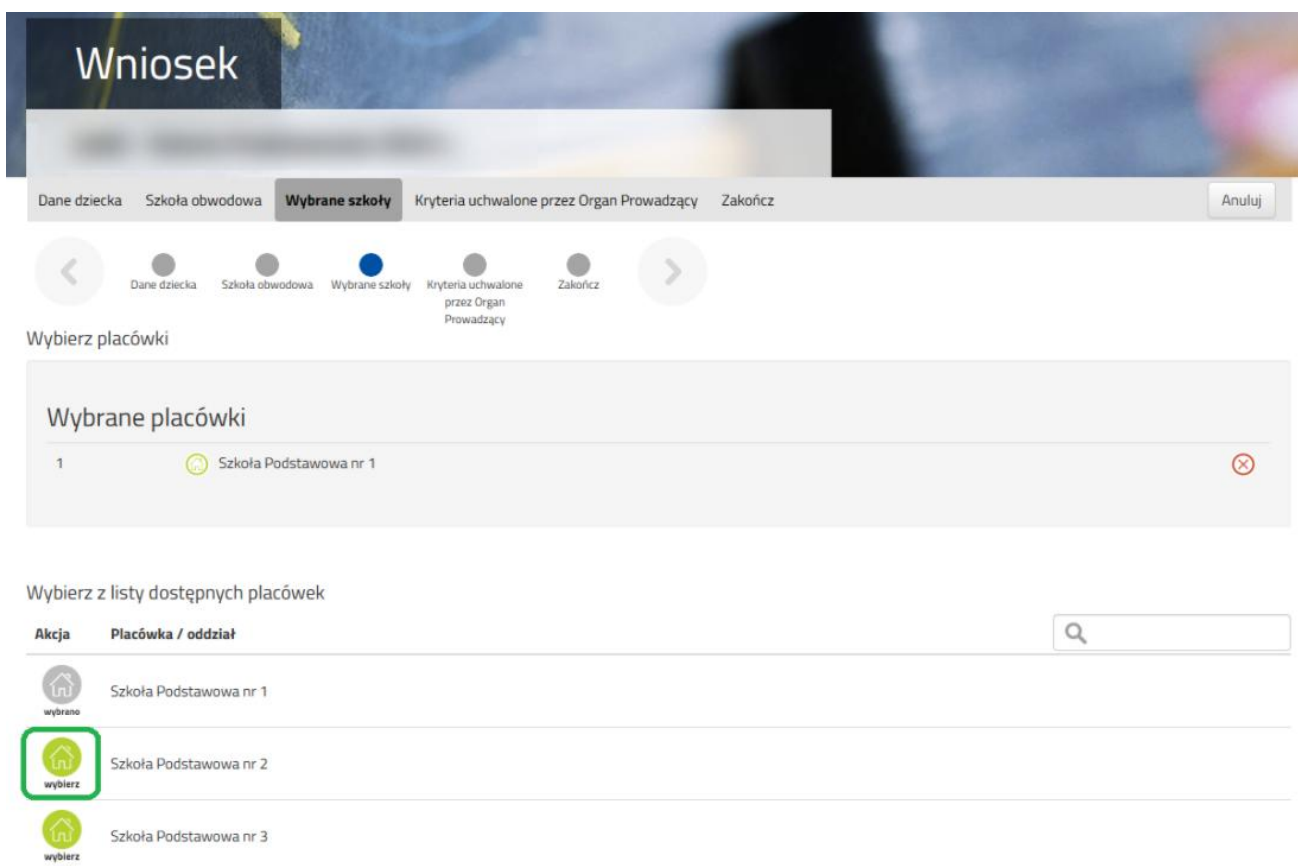 Wniosek
Dane dziecka Szkoła obwodowa Wybrane szkoły Kryteria uchwalone przez Organ Prowadzący Zakończ Anuluj
Dane dziecka Szkoła obwodowa Wybrane szkoły Kryteria uchwalone przez Organ Prowadzący Zakończ
Wybierz placówki
Wybrane placówki
1 Szkoła Podstawowa nr 1
Wybierz z listy dostępnych placówek
Akcja Placówka / oddział
wybrano Szkoła Podstawowa nr 1
wybierz Szkoła Podstawowa nr 2
wybierz Szkoła Podstawowa nr 3